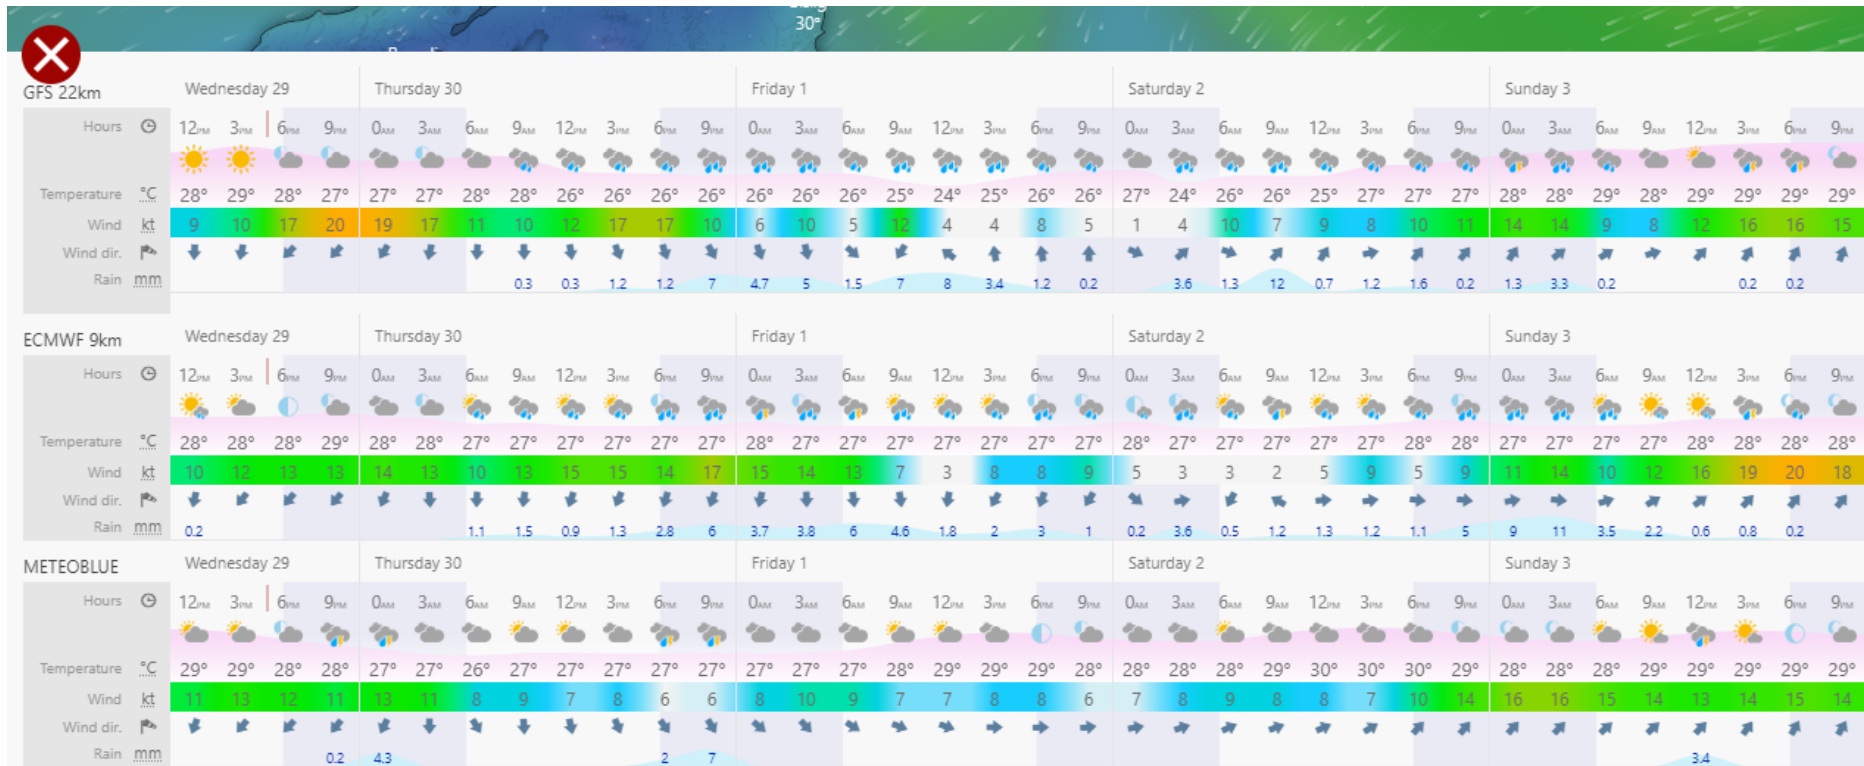 30°
GFS 22km
Wednesday 29 Thursday 30 Friday 1 Saturday 2 Sunday 3
Hours 12PM 3PM 6PM 9PM 0AM 3AM 6AM 9AM 12PM 3PM 6PM 9PM 0AM 3AM 6AM 9AM 12PM 3PM 6PM 9PM 0AM 3AM 6AM 9AM 12PM 3PM 6PM 9PM 0AM 3AM 6AM 9AM 12PM 3PM 6PM 9PM
Temperature °C 28° 29° 28° 27° 27° 27° 28° 28° 26° 26° 26° 26° 26° 26° 26° 25° 24° 25° 26° 26° 27° 24° 26° 26° 25° 27° 27° 27° 28° 28° 29° 28° 29° 29° 29° 29°
Wind kt 9 10 17 20 19 17 11 10 12 17 17 10 6 10 5 12 4 4 8 5 1 4 10 7 9 8 10 11 14 14 9 8 12 16 16 15
Wind dir.
Rain mm 0.3 0.3 1.2 1.2 7 4.7 5 1.5 7 8 3.4 1.2 0.2 3.6 1.3 12 0.7 1.2 1.6 0.2 1.3 3.3 0.2 0.2 0.2
ECMWF 9km
Wednesday 29 Thursday 30 Friday 1 Saturday 2 Sunday 3
Hours 12PM 3PM 6PM 9PM 0AM 3AM 6AM 9AM 12PM 3PM 6PM 9PM 0AM 3AM 6AM 9AM 12PM 3PM 6PM 9PM 0AM 3AM 6AM 9AM 12PM 3PM 6PM 9PM 0AM 3AM 6AM 9AM 12PM 3PM 6PM 9PM
Temperature °C 28° 28° 28° 29° 28° 28° 27° 27° 27° 27° 27° 27° 28° 27° 27° 27° 27° 27° 27° 27° 28° 27° 27° 27° 27° 27° 28° 28° 27° 27° 27° 27° 28° 28° 28° 28°
Wind kt 10 12 13 13 14 13 10 13 15 15 14 17 15 14 13 7 3 8 8 9 5 3 3 2 5 9 5 9 11 14 10 12 16 19 20 18
Wind dir.
Rain mm 0.2 1.1 1.5 0.9 1.3 2.8 6 3.7 3.8 6 4.6 1.8 2 3 1 0.2 3.6 0.5 1.2 1.3 1.2 1.1 5 9 11 3.5 2.2 0.6 0.8 0.2
METEOBLUE
Wednesday 29 Thursday 30 Friday 1 Saturday 2 Sunday 3
Hours 12PM 3PM 6PM 9PM 0AM 3AM 6AM 9AM 12PM 3PM 6PM 9PM 0AM 3AM 6AM 9AM 12PM 3PM 6PM 9PM 0AM 3AM 6AM 9AM 12PM 3PM 6PM 9PM 0AM 3AM 6AM 9AM 12PM 3PM 6PM 9PM
Temperature °C 29° 29° 28° 28° 27° 27° 26° 27° 27° 27° 27° 27° 27° 27° 27° 28° 29° 29° 29° 28° 28° 28° 28° 29° 30° 30° 30° 29° 28° 28° 28° 29° 29° 29° 29° 29°
Wind kt 11 13 12 11 13 11 8 9 7 8 6 6 8 10 9 7 7 8 8 6 7 8 9 8 8 7 10 14 16 16 15 14 13 14 15 14
Wind dir.
Rain mm 0.2 4.3 2 7 3.4